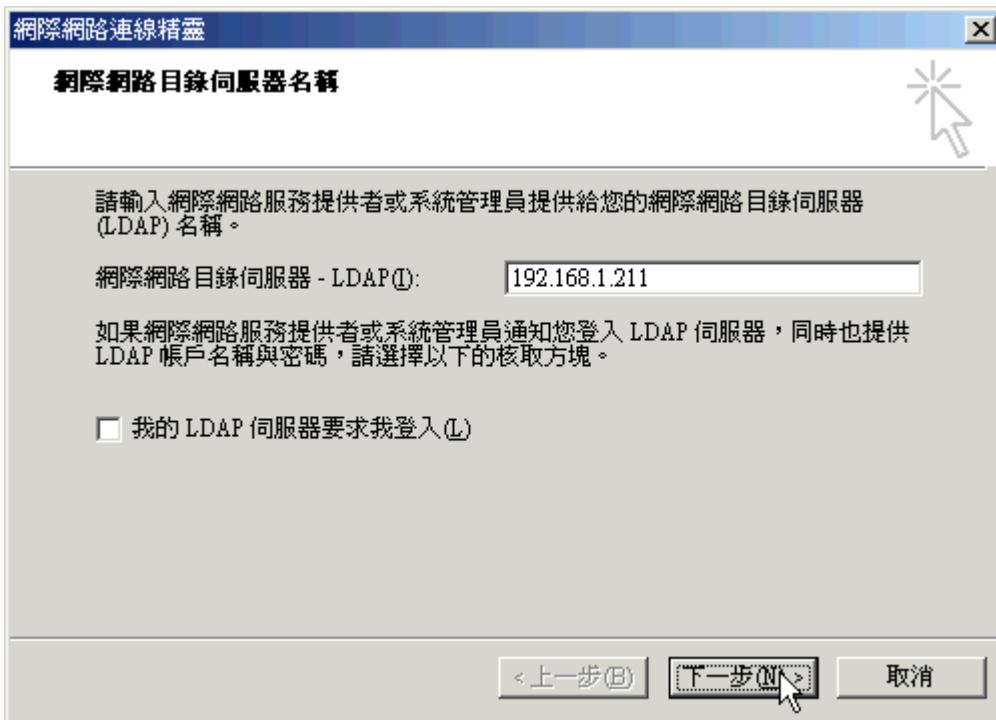 網際網路連線精靈
網際網路目錄伺服器名稱
請輸入網際網路服務提供者或系統管理員提供給您的網際網路目錄伺服器
(LDAP) 名稱。
網際網路目錄伺服器 - LDAP(I): 192.168.1.211
如果網際網路服務提供者或系統管理員通知您登入 LDAP 伺服器，同時也提供
LDAP 帳戶名稱與密碼，請選擇以下的核取方塊。
我的 LDAP 伺服器要求我登入(L)
< 上一步(B) 下一步(N) > 取消